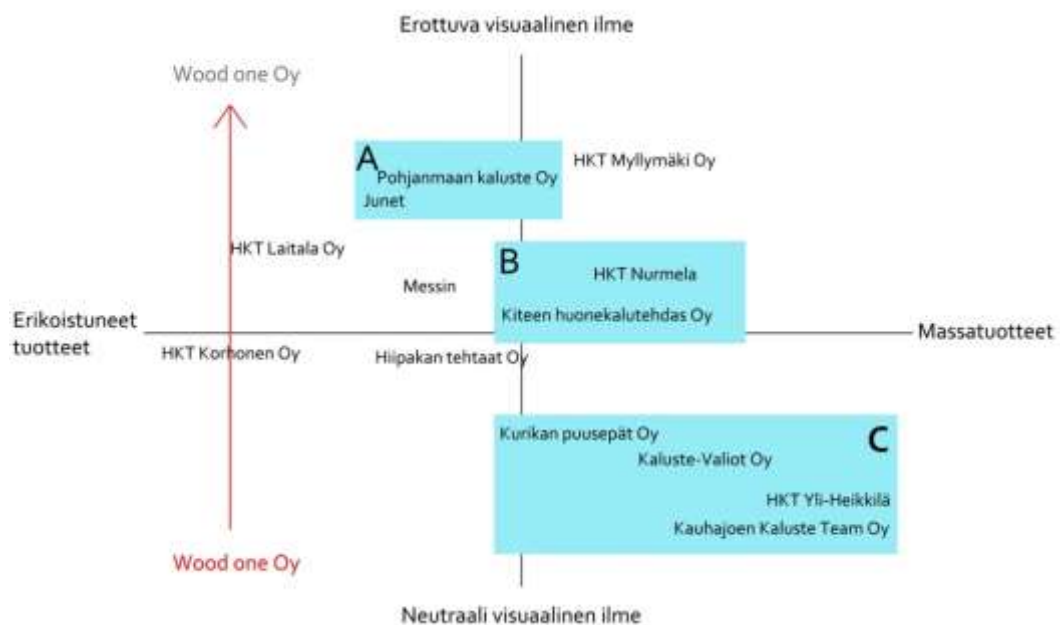 Erottuva visuaalinen ilme
Wood one Oy
A
HKT Myllymäki Oy
Pohjanmaan kaluste Oy
Junet
HKT Laitala Oy
B
HKT Nurmela
Messin
Kiteen huonekalutehdas Oy
Erikoistuneet
tuotteet
Massatuotteet
HKT Korhonen Oy
Hiipakan tehtaat Oy
Kurikan puusepät Oy
C
Kaluste-Valiot Oy
HKT Yli-Heikkilä
Kauhajoen Kaluste Team Oy
Wood one Oy
Neutraali visuaalinen ilme